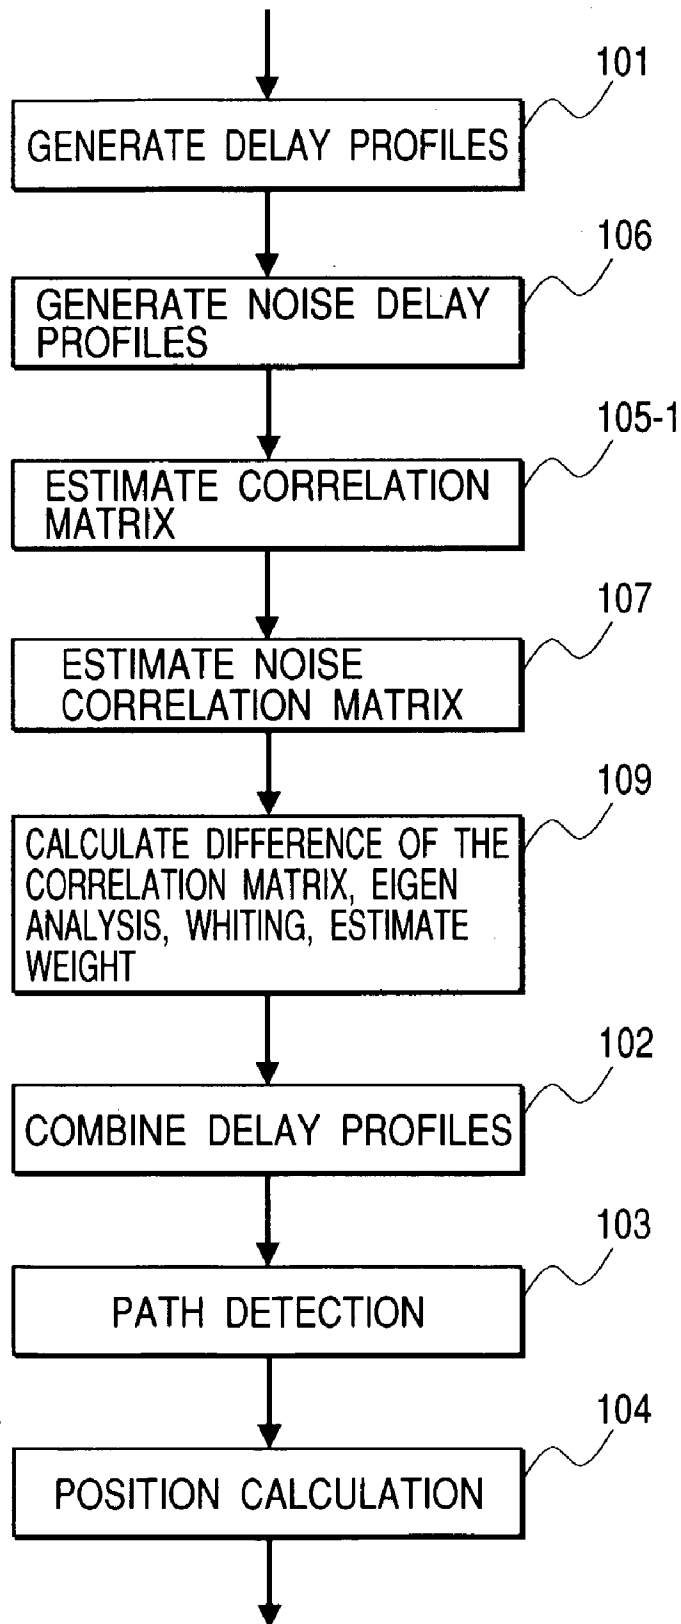 101
GENERATE DELAY PROFILES
106
GENERATE NOISE DELAY
PROFILES
105-1
ESTIMATE CORRELATION
MATRIX
107
ESTIMATE NOISE
CORRELATION MATRIX
109
CALCULATE DIFFERENCE OF THE
CORRELATION MATRIX, EIGEN
ANALYSIS, WHITING, ESTIMATE
WEIGHT
102
COMBINE DELAY PROFILES
103
PATH DETECTION
104
POSITION CALCULATION